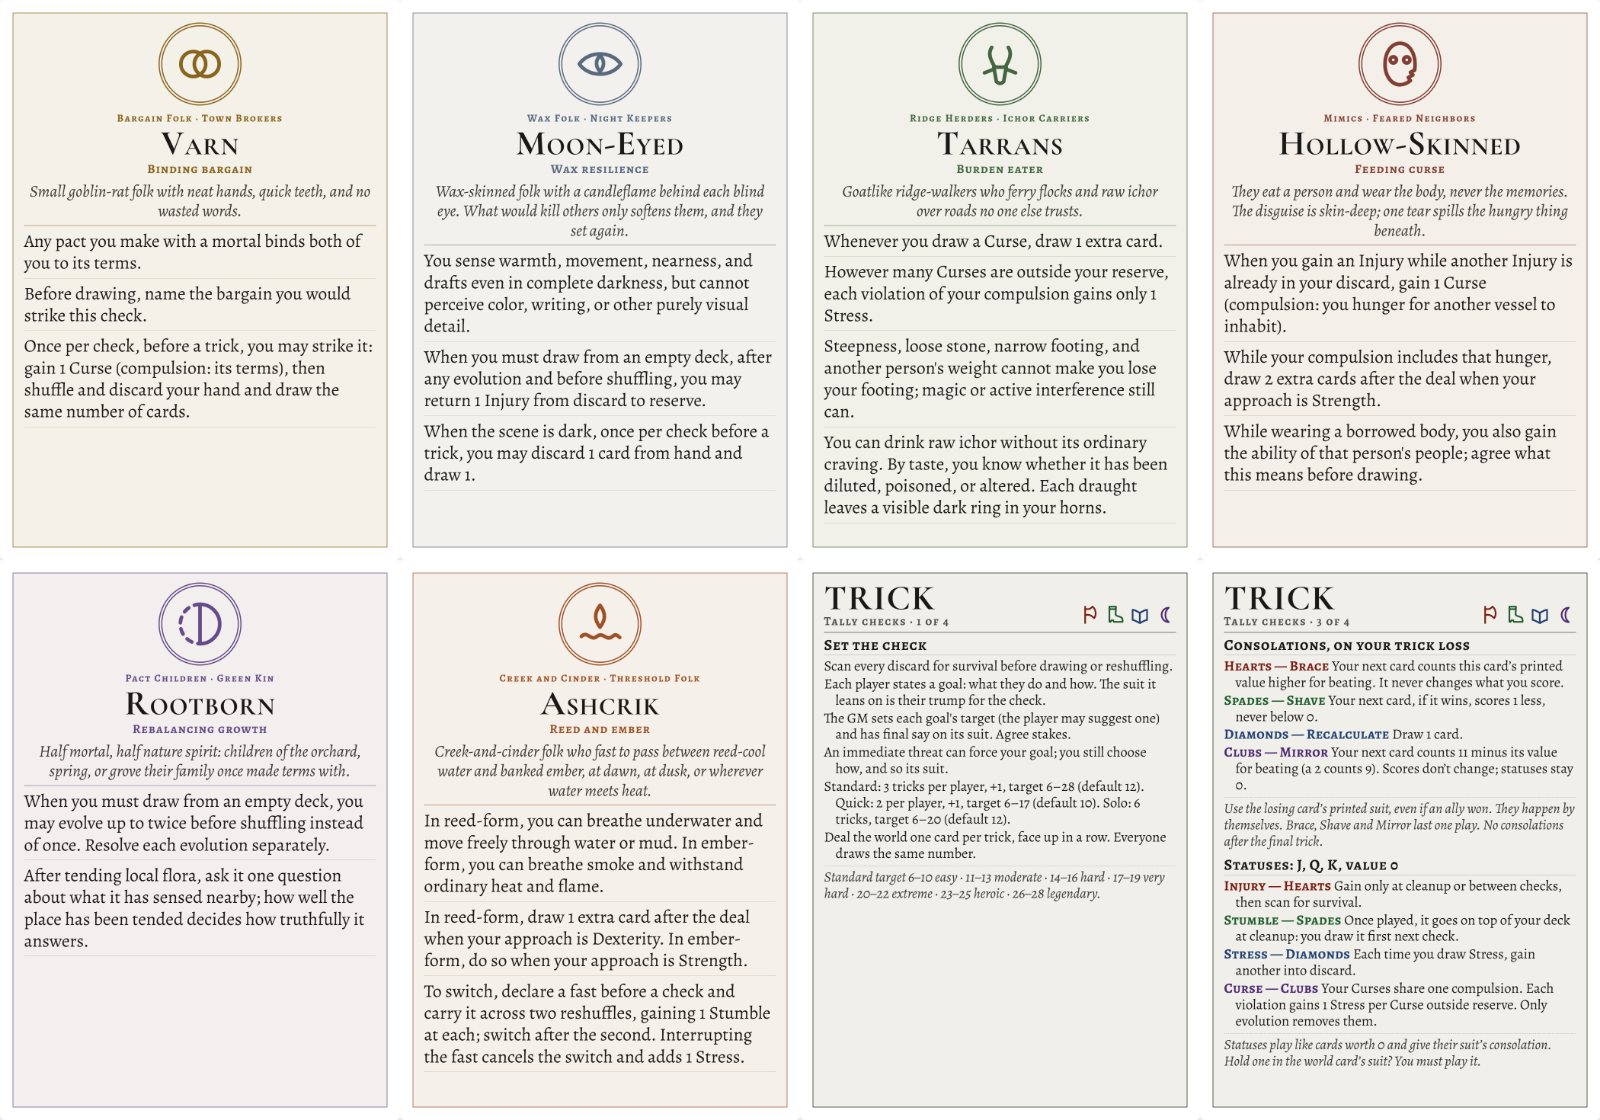 Bargain Folk · Town Brokers
Varn
Binding bargain
Small goblin-rat folk with neat hands, quick teeth, and no
wasted words.
Any pact you make with a mortal binds both of
you to its terms.
Before drawing, name the bargain you would
strike this check.
Once per check, before a trick, you may strike it:
gain 1 Curse (compulsion: its terms), then
shuffle and discard your hand and draw the
same number of cards.
Wax Folk · Night Keepers
Moon-Eyed
Wax resilience
Wax-skinned folk with a candleflame behind each blind
eye. What would kill others only softens them, and they
set again.
You sense warmth, movement, nearness, and
drafts even in complete darkness, but cannot
perceive color, writing, or other purely visual
detail.
When you must draw from an empty deck, after
any evolution and before shuffling, you may
return 1 Injury from discard to reserve.
When the scene is dark, once per check before a
trick, you may discard 1 card from hand and
draw 1.
Ridge Herders · Ichor Carriers
Tarrans
Burden eater
Goatlike ridge-walkers who ferry flocks and raw ichor
over roads no one else trusts.
Whenever you draw a Curse, draw 1 extra card.
However many Curses are outside your reserve,
each violation of your compulsion gains only 1
Stress.
Steepness, loose stone, narrow footing, and
another person's weight cannot make you lose
your footing; magic or active interference still
can.
You can drink raw ichor without its ordinary
craving. By taste, you know whether it has been
diluted, poisoned, or altered. Each draught
leaves a visible dark ring in your horns.
Mimics · Feared Neighbors
Hollow-Skinned
Feeding curse
They eat a person and wear the body, never the memories.
The disguise is skin-deep; one tear spills the hungry thing
beneath.
When you gain an Injury while another Injury is
already in your discard, gain 1 Curse
(compulsion: you hunger for another vessel to
inhabit).
While your compulsion includes that hunger,
draw 2 extra cards after the deal when your
approach is Strength.
While wearing a borrowed body, you also gain
the ability of that person's people; agree what
this means before drawing.
Pact Children · Green Kin
Rootborn
Rebalancing growth
Half mortal, half nature spirit: children of the orchard,
spring, or grove their family once made terms with.
When you must draw from an empty deck, you
may evolve up to twice before shuffling instead
of once. Resolve each evolution separately.
After tending local flora, ask it one question
about what it has sensed nearby; how well the
place has been tended decides how truthfully it
answers.
Creek and Cinder · Threshold Folk
Ashcrik
Reed and ember
Creek-and-cinder folk who fast to pass between reed-cool
water and banked ember, at dawn, at dusk, or wherever
water meets heat.
In reed-form, you can breathe underwater and
move freely through water or mud. In ember-
form, you can breathe smoke and withstand
ordinary heat and flame.
In reed-form, draw 1 extra card after the deal
when your approach is Dexterity. In ember-
form, do so when your approach is Strength.
To switch, declare a fast before a check and
carry it across two reshuffles, gaining 1 Stumble
at each; switch after the second. Interrupting
the fast cancels the switch and adds 1 Stress.
TRICK
Tally checks · 1 of 4
Set the check
Scan every discard for survival before drawing or reshuffling.
Each player states a goal: what they do and how. The suit it
leans on is their trump for the check.
The GM sets each goal's target (the player may suggest one)
and has final say on its suit. Agree stakes.
An immediate threat can force your goal; you still choose
how, and so its suit.
Standard: 3 tricks per player, +1, target 6–28 (default 12).
Quick: 2 per player, +1, target 6–17 (default 10). Solo: 6
tricks, target 6–20 (default 12).
Deal the world one card per trick, face up in a row. Everyone
draws the same number.
Standard target 6–10 easy · 11–13 moderate · 14–16 hard · 17–19 very
hard · 20–22 extreme · 23–25 heroic · 26–28 legendary.
TRICK
Tally checks · 3 of 4
Consolations, on your trick loss
Hearts — Brace Your next card counts this card's printed
value higher for beating. It never changes what you score.
Spades — Shave Your next card, if it wins, scores 1 less,
never below 0.
Diamonds — Recalculate Draw 1 card.
Clubs — Mirror Your next card counts 11 minus its value
for beating (a 2 counts 9). Scores don't change; statuses stay
0.
Use the losing card's printed suit, even if an ally won. They happen by
themselves. Brace, Shave and Mirror last one play. No consolations
after the final trick.
Statuses: J, Q, K, value 0
Injury — Hearts Gain only at cleanup or between checks,
then scan for survival.
Stumble — Spades Once played, it goes on top of your deck
at cleanup: you draw it first next check.
Stress — Diamonds Each time you draw Stress, gain
another into discard.
Curse — Clubs Your Curses share one compulsion. Each
violation gains 1 Stress per Curse outside reserve. Only
evolution removes them.
Statuses play like cards worth 0 and give their suit's consolation.
Hold one in the world card's suit? You must play it.